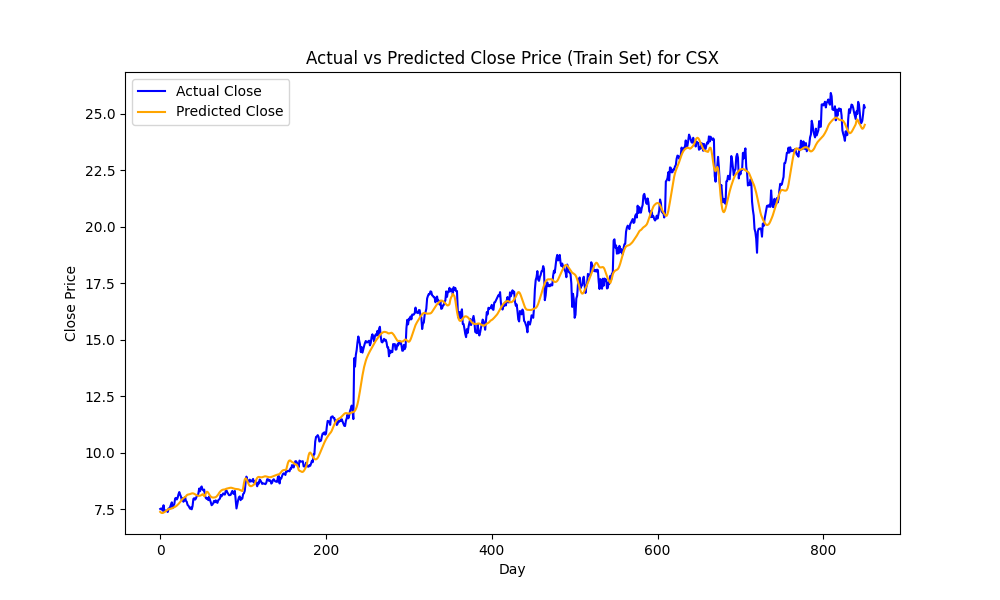 Actual vs Predicted Close Price (Train Set) for CSX
Actual Close
Predicted Close
Close Price
25.0
22.5
20.0
17.5
15.0
12.5
10.0
7.5
0
200
400
600
800
Day